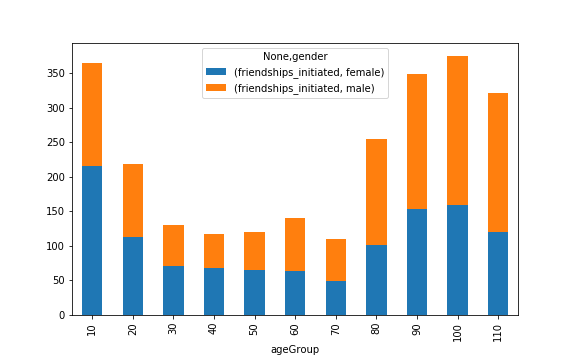 None,gender
(friendships_initiated, female)
(friendships_initiated, male)
350
300
250
200
150
100
50
0
10 20 30 40 50 60 70 80 90 100 110
ageGroup